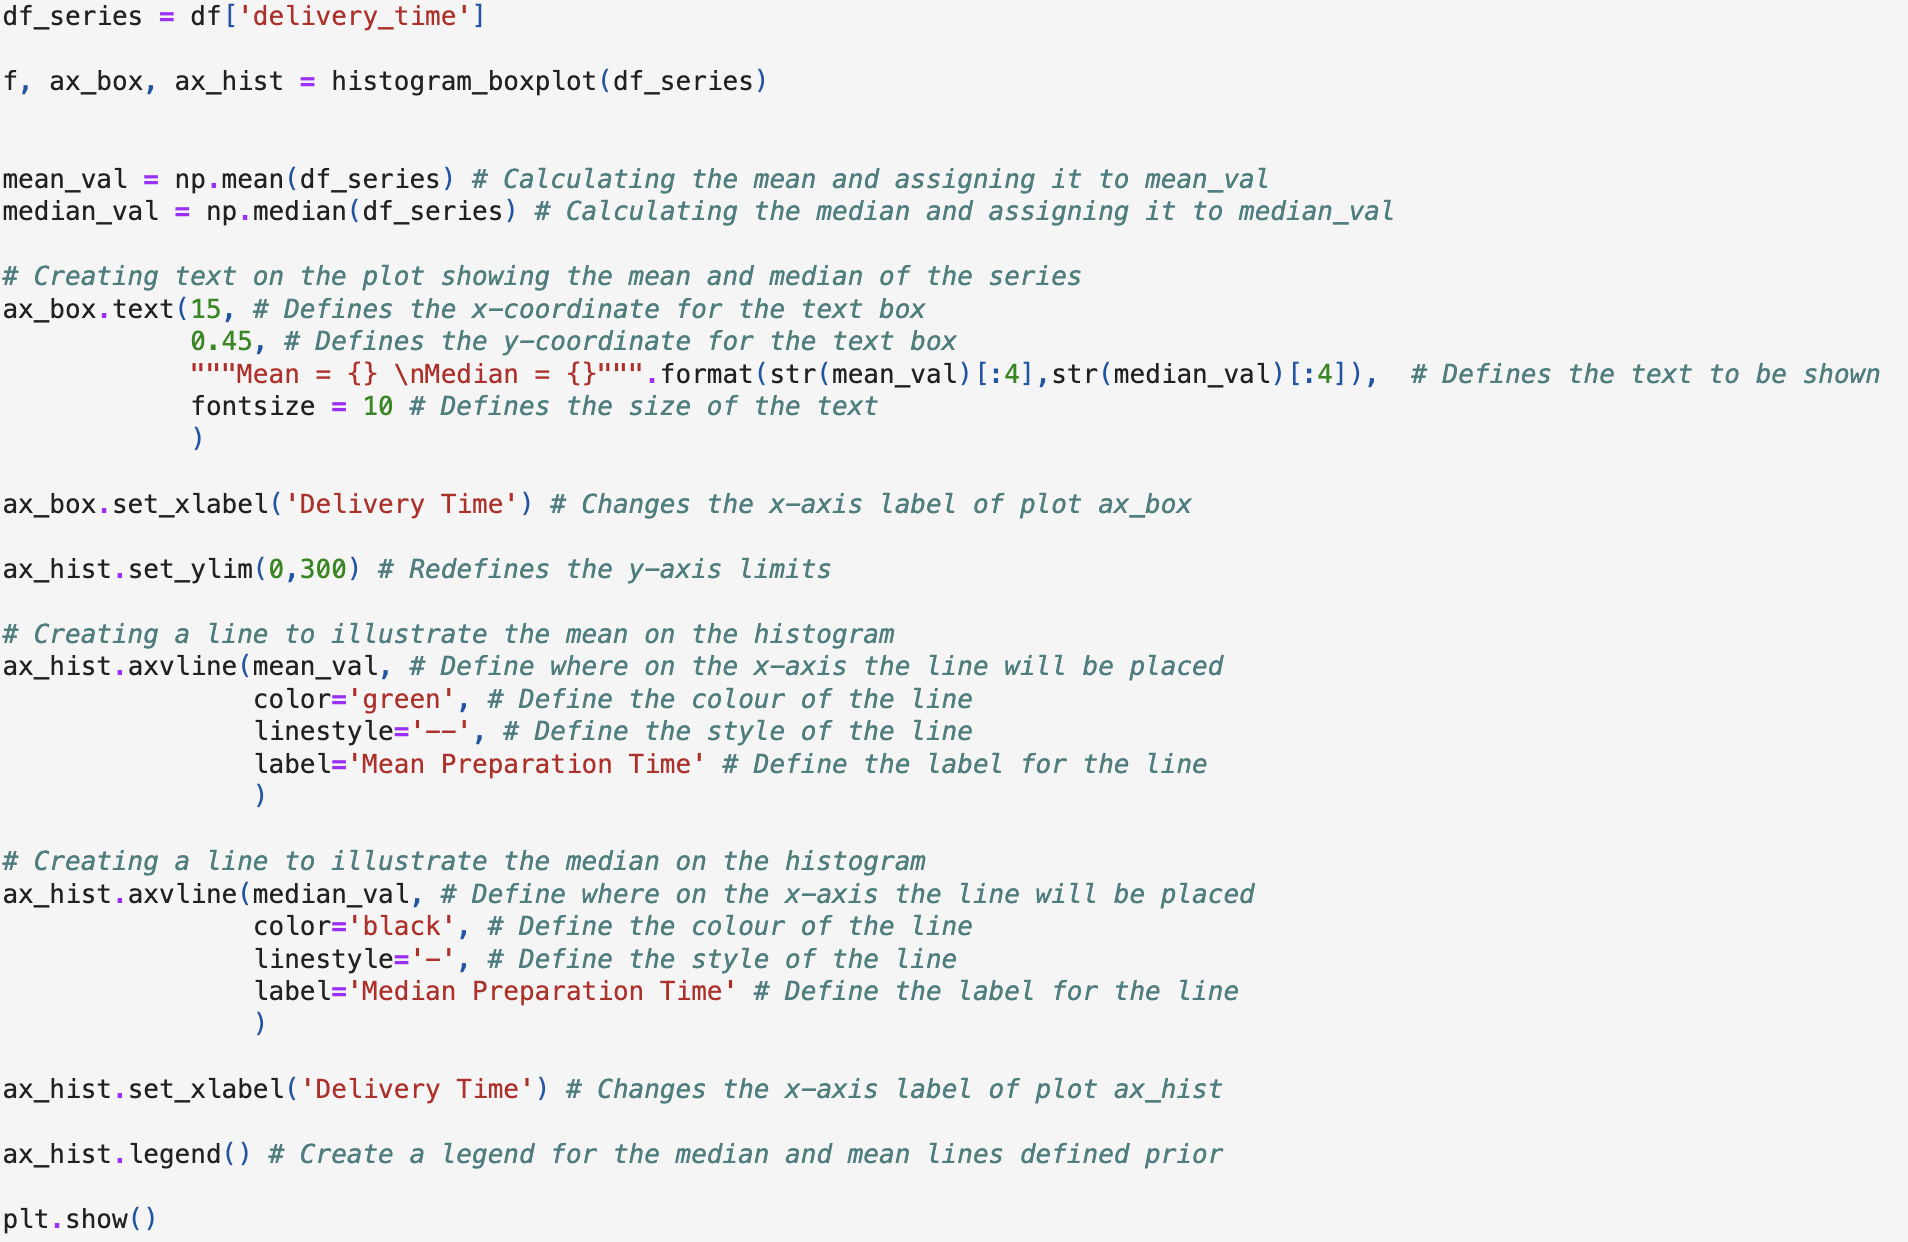 df_series = df['delivery_time']
f, ax_box, ax_hist = histogram_boxplot(df_series)
mean_val = np.mean(df_series) # Calculating the mean and assigning it to mean_val
median_val = np.median(df_series) # Calculating the median and assigning it to median_val
# Creating text on the plot showing the mean and median of the series
ax_box.text(15, # Defines the x-coordinate for the text box
            0.45, # Defines the y-coordinate for the text box
            """Mean = {} \nMedian = {}""".format(str(mean_val)[:4],str(median_val)[:4]),  # Defines the text to be shown
            fontsize = 10 # Defines the size of the text
            )
ax_box.set_xlabel('Delivery Time') # Changes the x-axis label of plot ax_box
ax_hist.set_ylim(0,300) # Redefines the y-axis limits
# Creating a line to illustrate the mean on the histogram
ax_hist.axvline(mean_val, # Define where on the x-axis the line will be placed
                color='green', # Define the colour of the line
                linestyle='--', # Define the style of the line
                label='Mean Preparation Time' # Define the label for the line
                )
# Creating a line to illustrate the median on the histogram
ax_hist.axvline(median_val, # Define where on the x-axis the line will be placed
                color='black', # Define the colour of the line
                linestyle='-', # Define the style of the line
                label='Median Preparation Time' # Define the label for the line
                )
ax_hist.set_xlabel('Delivery Time') # Changes the x-axis label of plot ax_hist
ax_hist.legend() # Create a legend for the median and mean lines defined prior
plt.show()